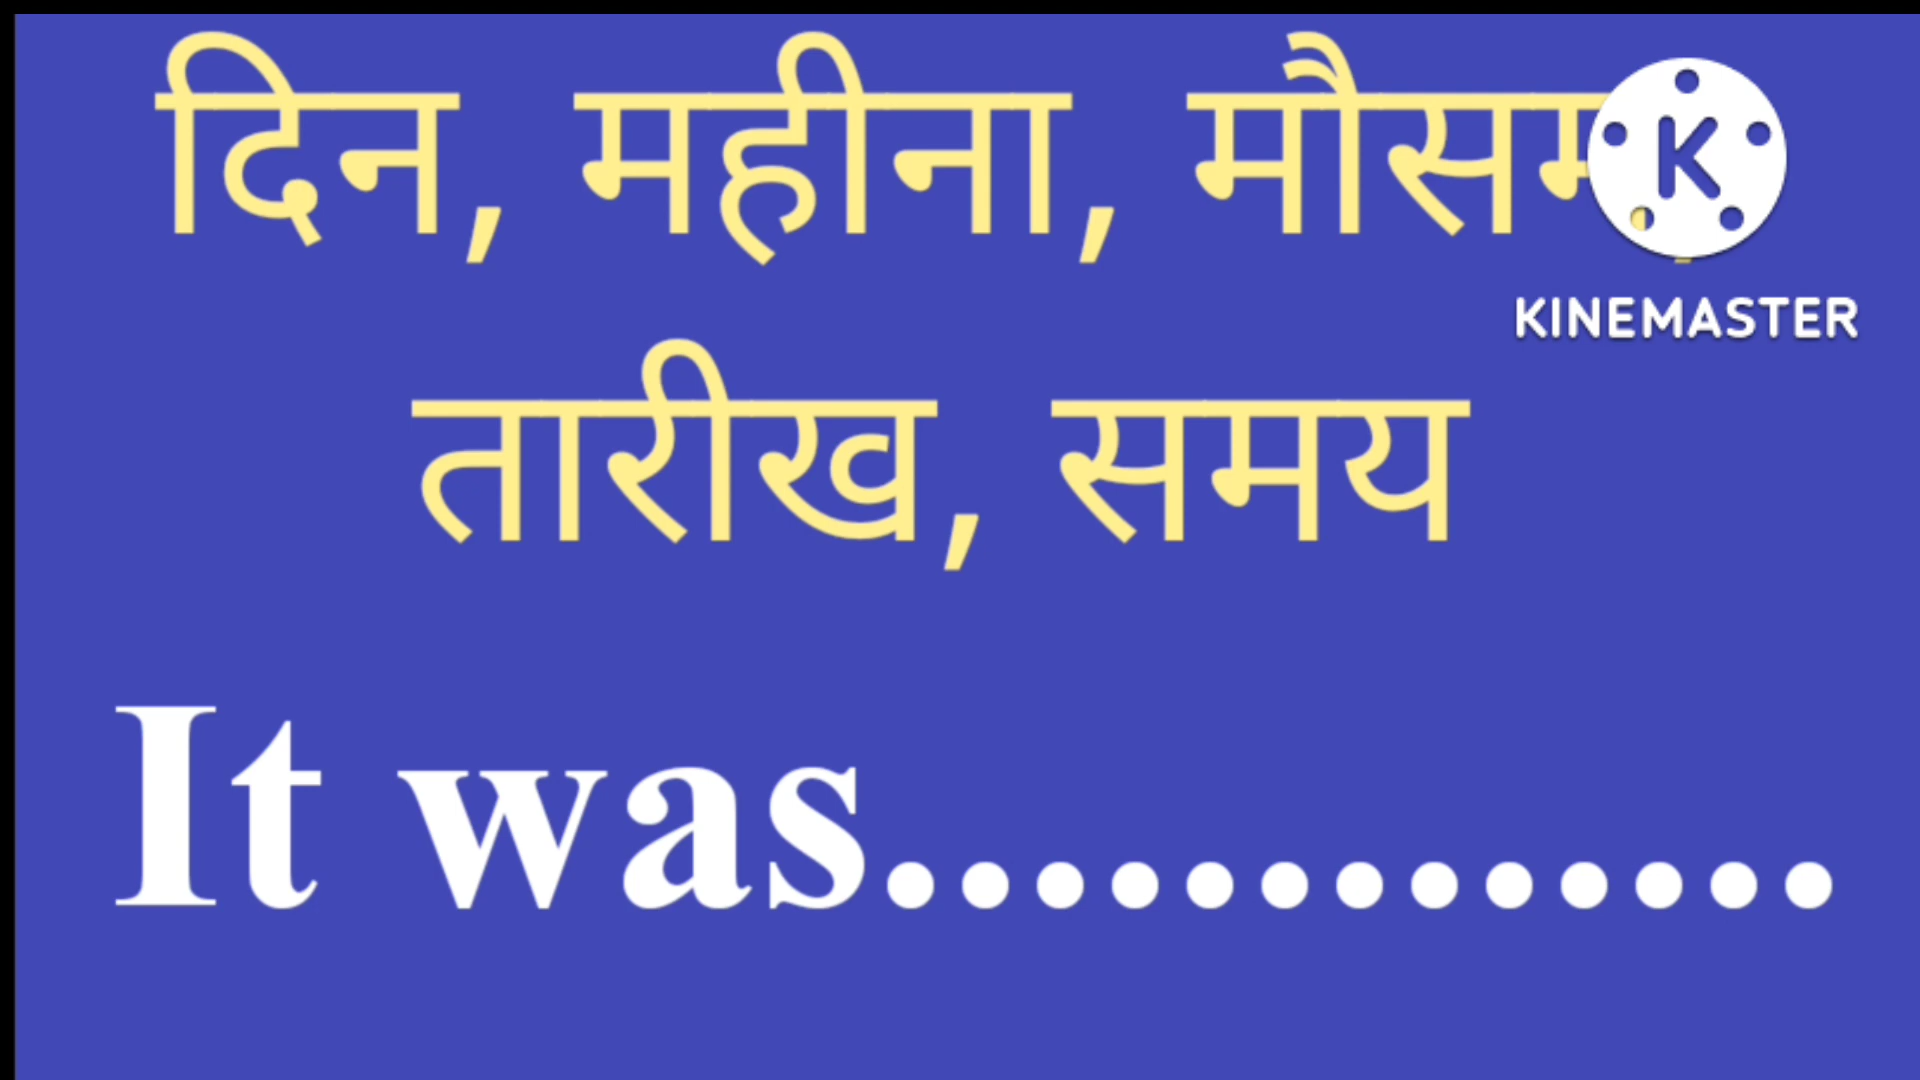 दिन, महीना, मौसम,
K
KINEMASTER
तारीख, समय
It was.............